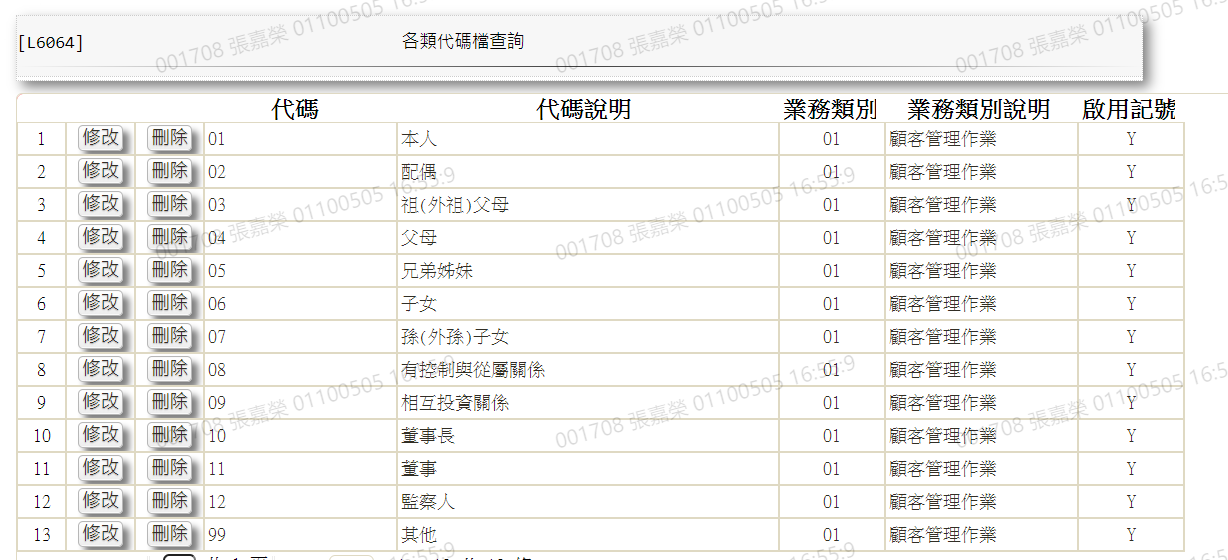 [L6064] 各類代碼檔查詢
代碼 代碼說明 業務類別 業務類別說明 啟用記號
1 修改 刪除 01 本人 01 顧客管理作業 Y
2 修改 刪除 02 配偶 01 顧客管理作業 Y
3 修改 刪除 03 祖(外祖)父母 01 顧客管理作業 Y
4 修改 刪除 04 父母 01 顧客管理作業 Y
5 修改 刪除 05 兄弟姊妹 01 顧客管理作業 Y
6 修改 刪除 06 子女 01 顧客管理作業 Y
7 修改 刪除 07 孫(外孫)子女 01 顧客管理作業 Y
8 修改 刪除 08 有控制與從屬關係 01 顧客管理作業 Y
9 修改 刪除 09 相互投資關係 01 顧客管理作業 Y
10 修改 刪除 10 董事長 01 顧客管理作業 Y
11 修改 刪除 11 董事 01 顧客管理作業 Y
12 修改 刪除 12 監察人 01 顧客管理作業 Y
13 修改 刪除 99 其他 01 顧客管理作業 Y
001708 張嘉榮 01100505 16:55:9